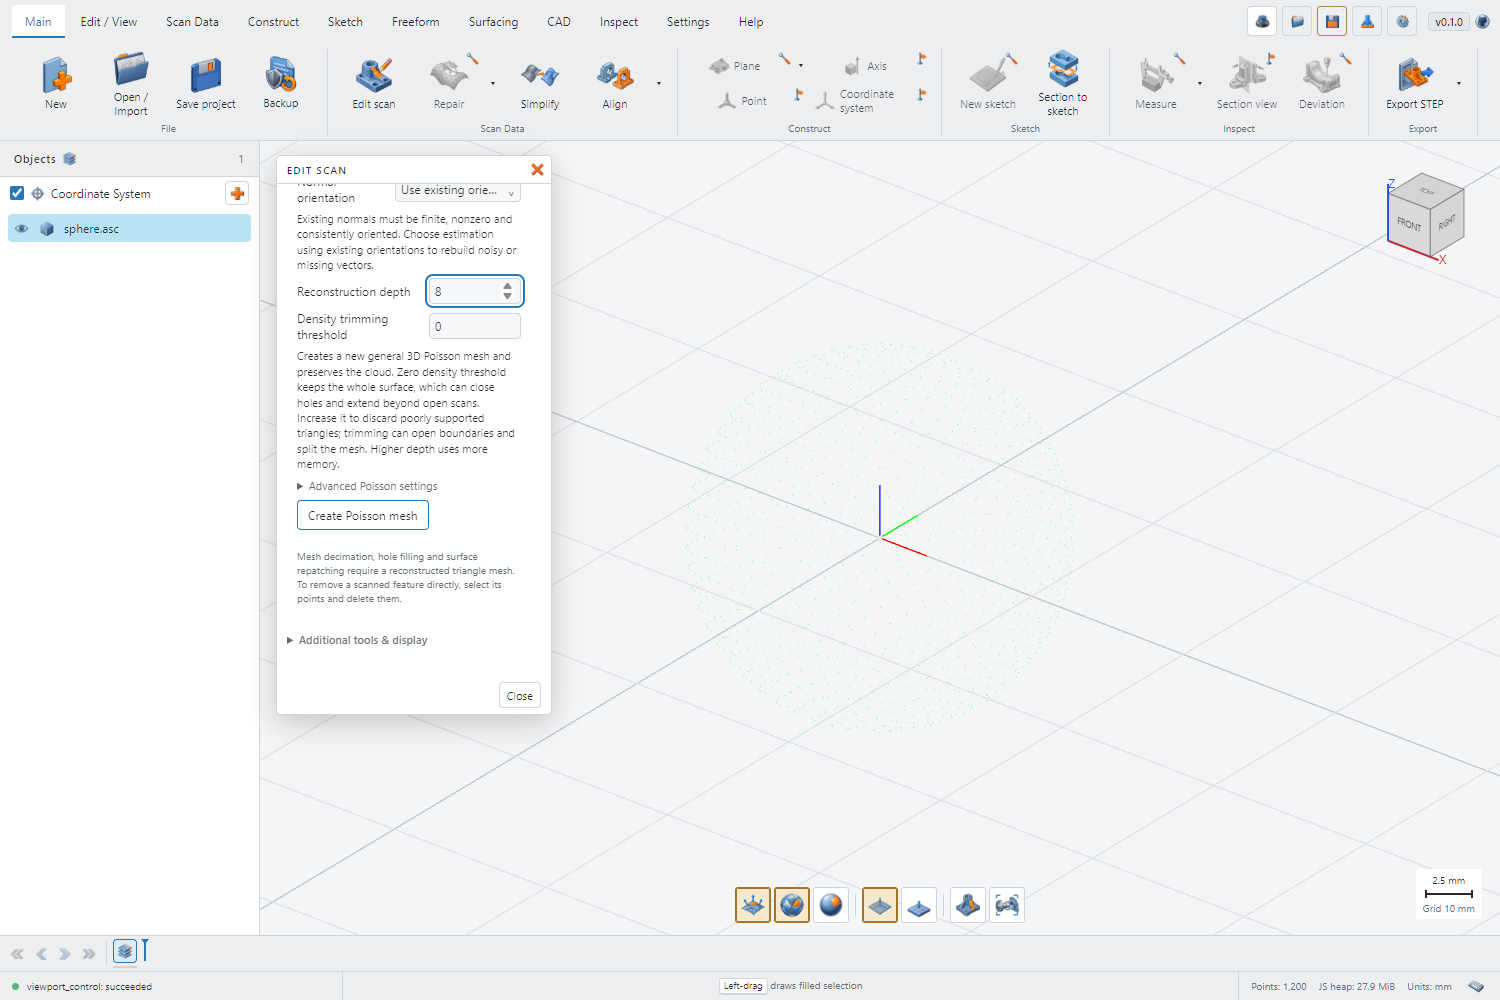 Main
Edit / View
Scan Data
Construct
Sketch
Freeform
Surfacing
CAD
Inspect
Settings
Help
v0.1.0
New
Open /
Import
Save project
Backup
File
Edit scan
Repair
Simplify
Align
Scan Data
Plane
Point
Axis
Coordinate
system
Construct
New sketch
Section to
sketch
Sketch
Measure
Section view
Deviation
Inspect
Export STEP
Export
Objects
1
Coordinate System
sphere.asc
EDIT SCAN
Normal
orientation
Use existing orie...
Existing normals must be finite, nonzero and
consistently oriented. Choose estimation
using existing orientations to rebuild noisy or
missing vectors.
Reconstruction depth
8
Density trimming
threshold
0
Creates a new general 3D Poisson mesh and
preserves the cloud. Zero density threshold
keeps the whole surface, which can close
holes and extend beyond open scans.
Increase it to discard poorly supported
triangles; trimming can open boundaries and
split the mesh. Higher depth uses more
memory.
Advanced Poisson settings
Create Poisson mesh
Mesh decimation, hole filling and surface
repatching require a reconstructed triangle mesh.
To remove a scanned feature directly, select its
points and delete them.
Additional tools & display
Close
Z
TOP
FRONT
RIGHT
X
2.5 mm
Grid 10 mm
viewport_control: succeeded
Left-drag draws filled selection
Points: 1,200
JS heap: 27.9 MiB
Units: mm